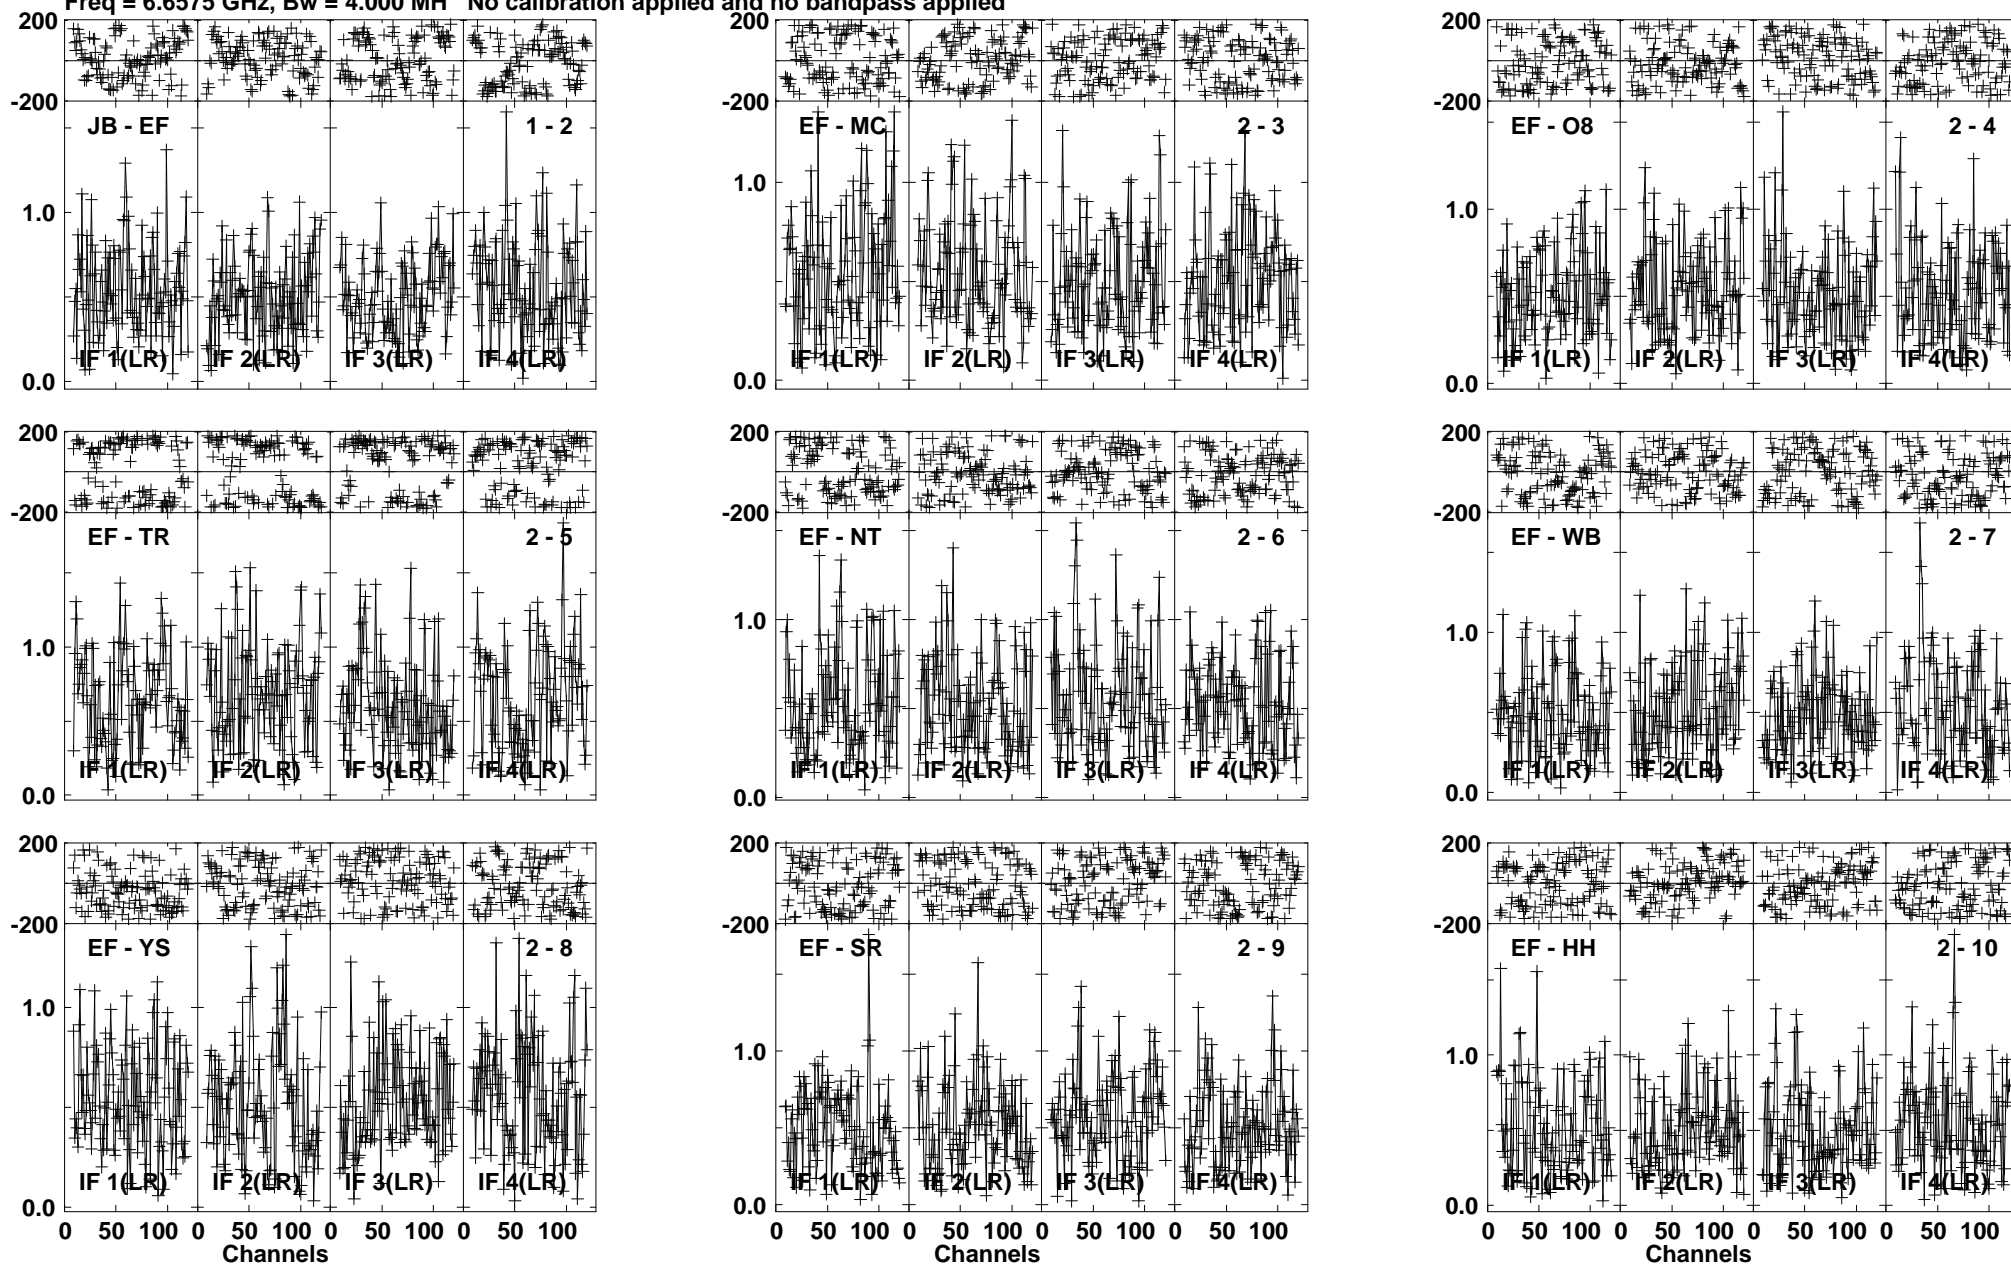 Freq = 6.6575 GHz, Bw = 4.000 MH No calibration applied and no bandpass applied
200 200 200
-200 -200 -200
JB - EF 1 - 2 EF - MC 2 - 3 EF - O8 2 - 4
1.0 1.0 1.0
IF 1(LR) IF 2(LR) IF 3(LR) IF 4(LR) IF 1(LR) IF 2(LR) IF 3(LR) IF 4(LR) IF 1(LR) IF 2(LR) IF 3(LR) IF 4(LR)
0.0 0.0 0.0
200 200 200
-200 -200 -200
EF - TR 2 - 5 EF - NT 2 - 6 EF - WB 2 - 7
1.0 1.0 1.0
IF 1(LR) IF 2(LR) IF 3(LR) IF 4(LR) IF 1(LR) IF 2(LR) IF 3(LR) IF 4(LR) IF 1(LR) IF 2(LR) IF 3(LR) IF 4(LR)
0.0 0.0 0.0
200 200 200
-200 -200 -200
EF - YS 2 - 8 EF - SR 2 - 9 EF - HH 2 - 10
1.0 1.0 1.0
IF 1(LR) IF 2(LR) IF 3(LR) IF 4(LR) IF 1(LR) IF 2(LR) IF 3(LR) IF 4(LR) IF 1(LR) IF 2(LR) IF 3(LR) IF 4(LR)
0.0 0.0 0.0
0 50 100 0 50 100 0 50 100 0 50 100 0 50 100 0 50 100 0 50 100 0 50 100 0 50 100 0 50 100 0 50 100 0 50 100
Channels Channels Channels